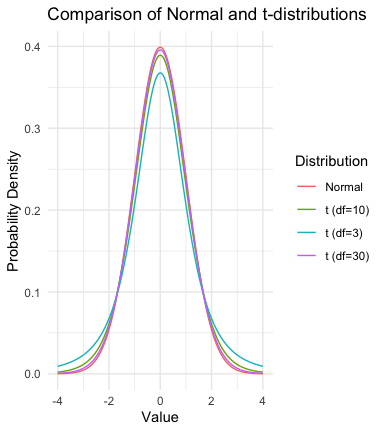 Comparison of Normal and t-distributions
Probability Density
0.4
0.3
0.2
0.1
0.0
-4
-2
0
2
4
Value
Distribution
Normal
t (df=10)
t (df=3)
t (df=30)